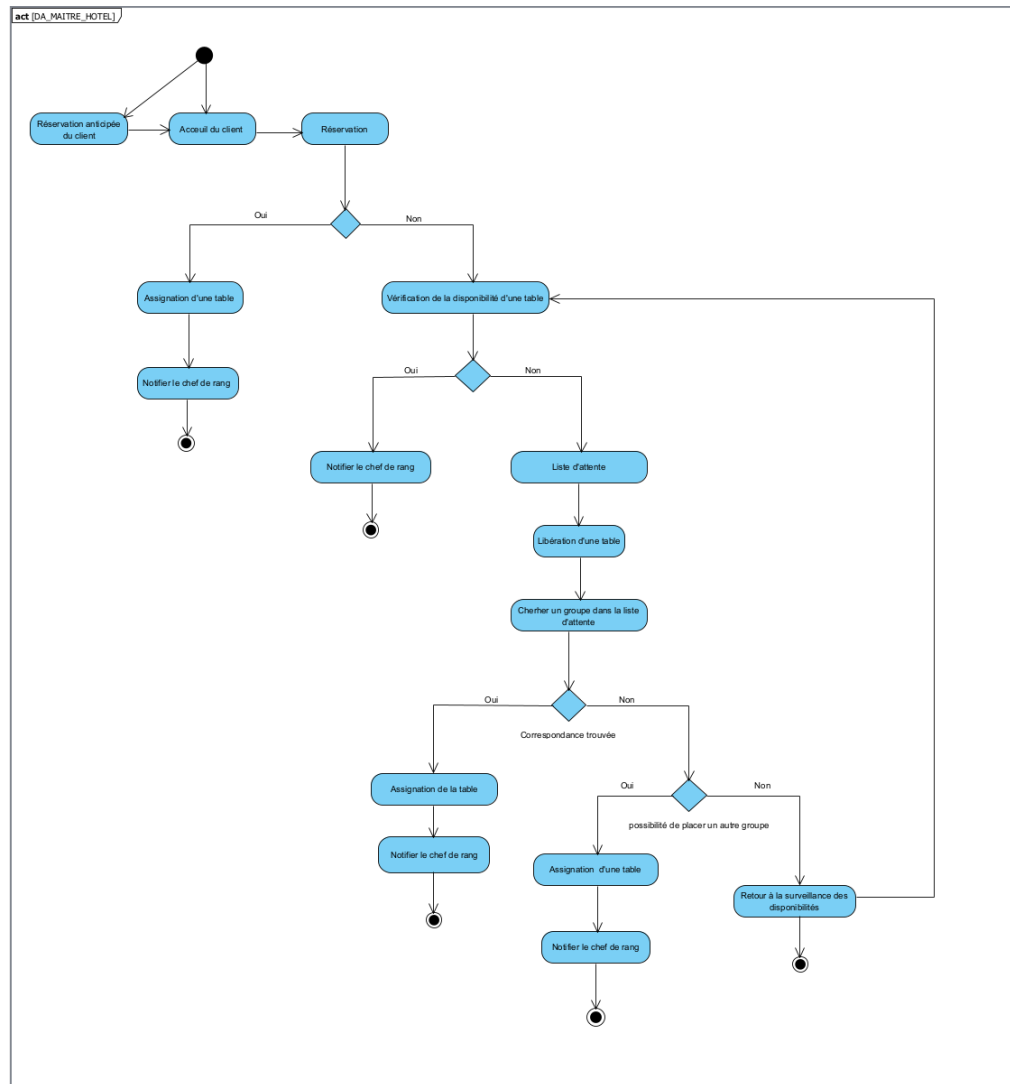 act [DA_MAITRE_HOTEL]
Réservation anticipée
du client
Acceuil du client
Réservation
Oui
Non
Assignation d'une table
Vérification de la disponibilité d'une table
Notifier le chef de rang
Oui
Non
Notifier le chef de rang
Liste d'attente
Libération d'une table
Cherher un groupe dans la liste
d'attente
Oui
Non
Correspondance trouvée
Assignation de la table
Oui
Non
possibilité de placer un autre groupe
Notifier le chef de rang
Assignation d'une table
Retour à la surveillance des
disponibilités
Notifier le chef de rang